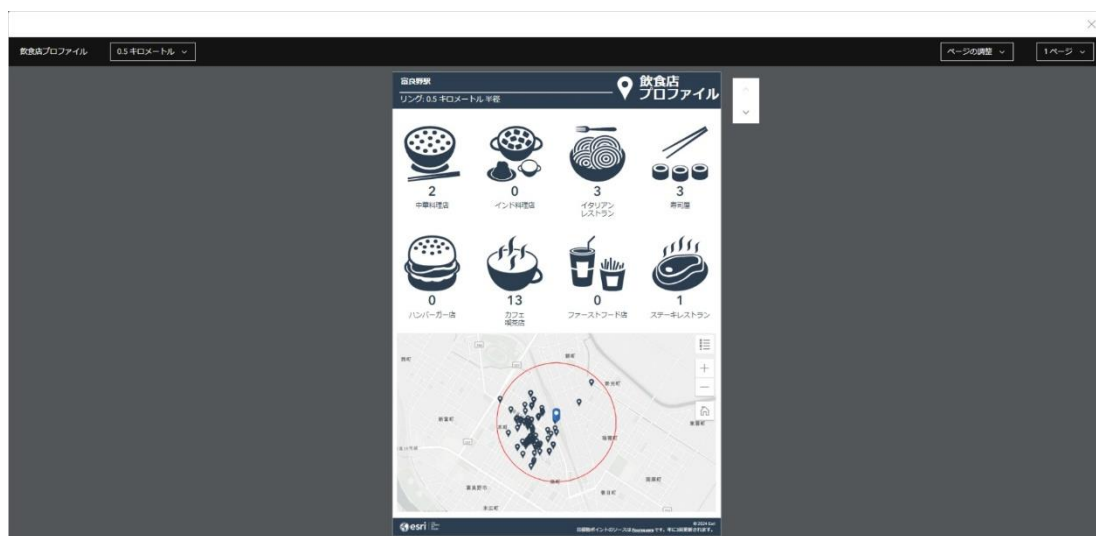 飲食店プロファイル
0.5 キロメートル
ページの調整
1 ページ
富良野駅
リング: 0.5 キロメートル 半径
飲食店
プロファイル
2
中華料理店
0
インド料理店
3
イタリアン
レストラン
3
寿司屋
0
ハンバーガー店
13
カフェ
喫茶店
0
ファーストフード店
1
ステーキレストラン
esri
© 2024 Esri